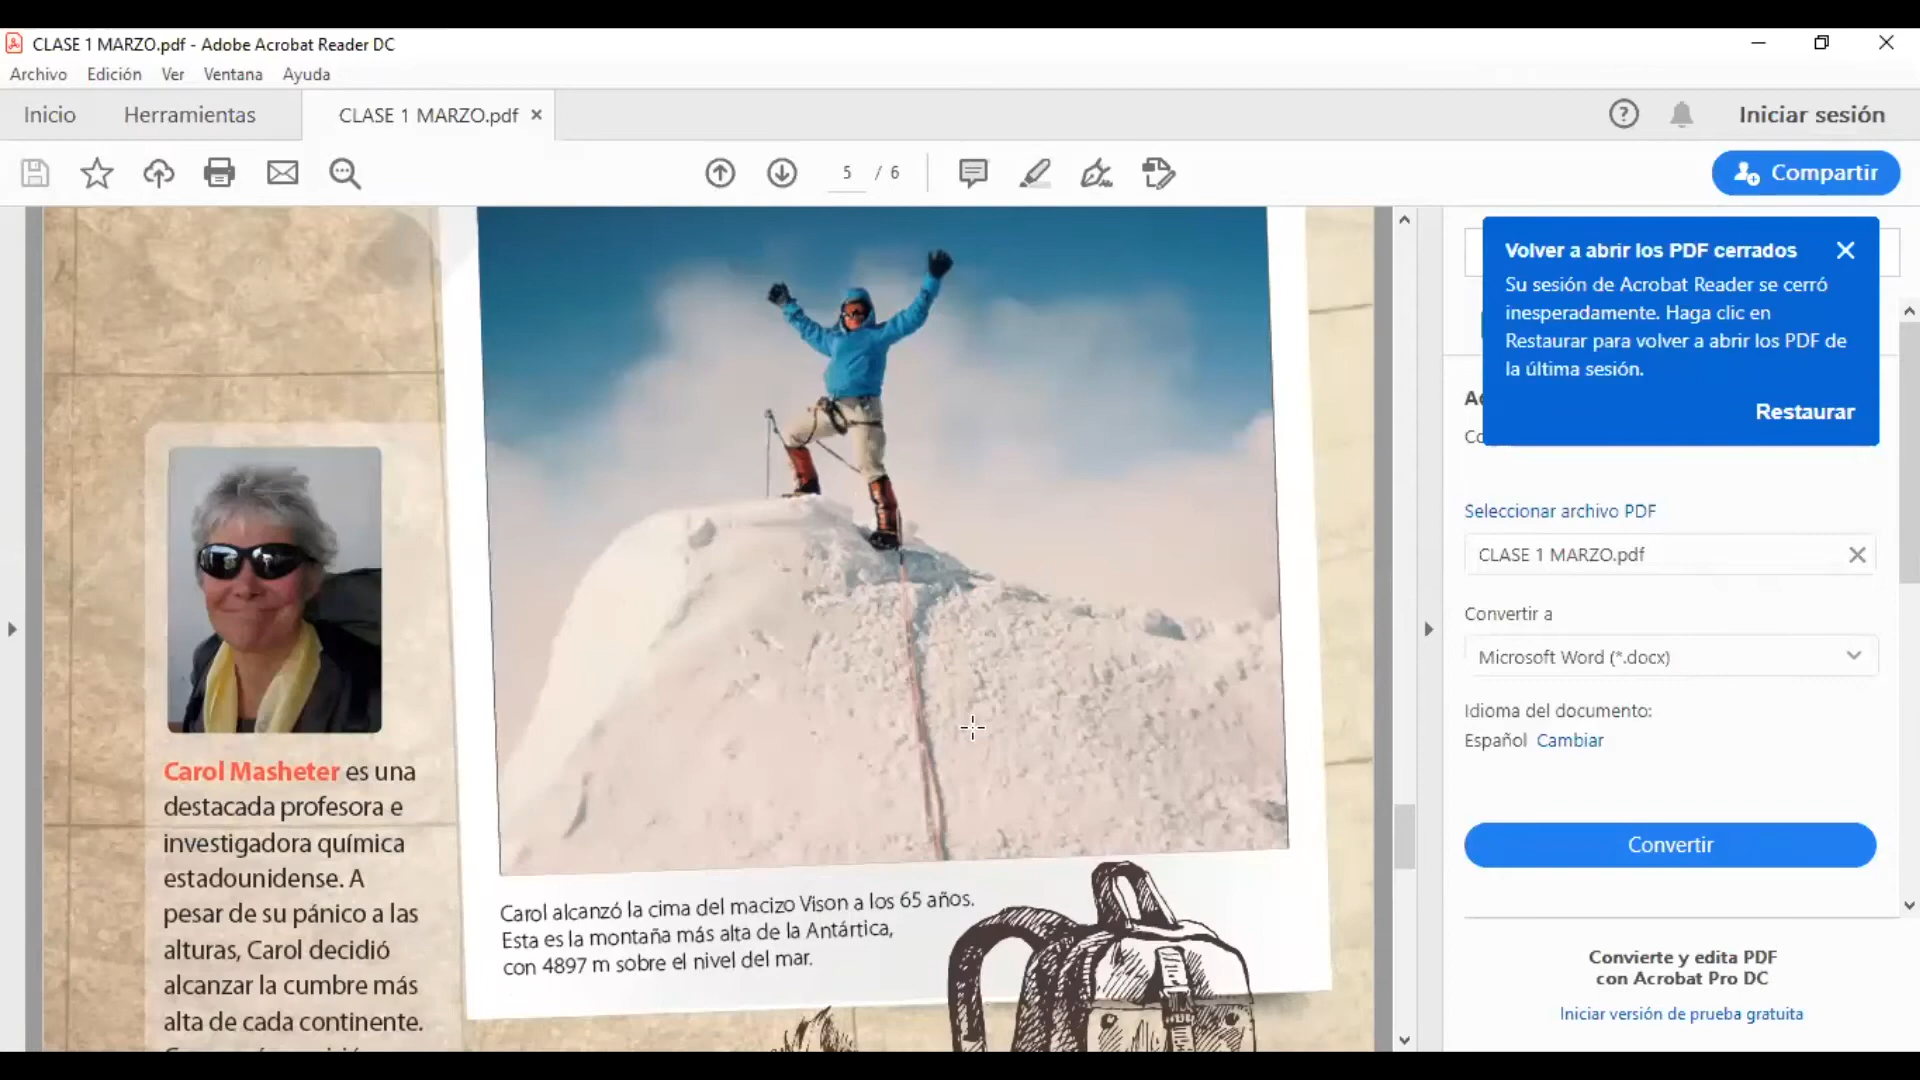 CLASE 1 MARZO.pdf - Adobe Acrobat Reader DC
Archivo Edición Ver Ventana Ayuda
Inicio Herramientas CLASE 1 MARZO.pdf Iniciar sesión
5 / 6 Compartir
Volver a abrir los PDF cerrados
Su sesión de Acrobat Reader se cerró
inesperadamente. Haga clic en
Restaurar para volver a abrir los PDF de
la última sesión.
Restaurar
Seleccionar archivo PDF
CLASE 1 MARZO.pdf
Convertir a
Microsoft Word (*.docx)
Idioma del documento:
Español Cambiar
Convertir
Convierte y edita PDF
con Acrobat Pro DC
Iniciar versión de prueba gratuita
Carol Masheter es una
destacada profesora e
investigadora química
estadounidense. A
pesar de su pánico a las
alturas, Carol decidió
alcanzar la cumbre más
alta de cada continente.
Carol alcanzó la cima del macizo Vison a los 65 años.
Esta es la montaña más alta de la Antártica,
con 4897 m sobre el nivel del mar.